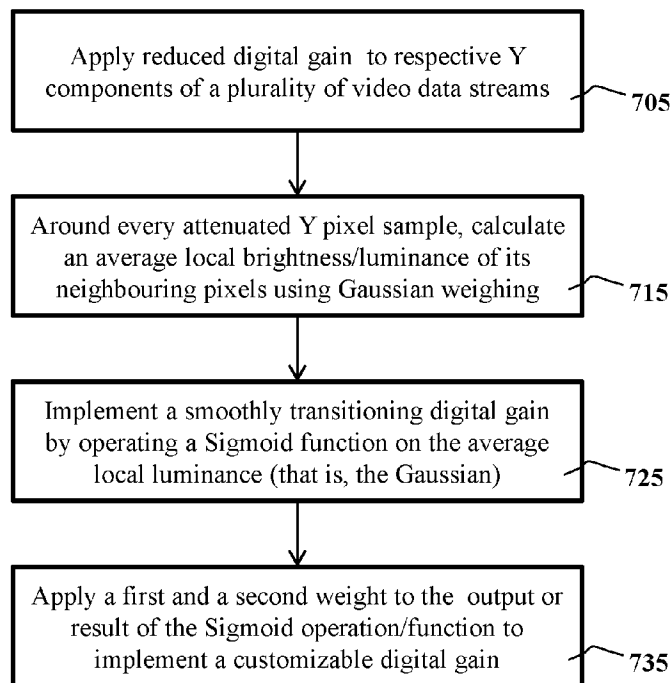 Apply reduced digital gain to respective Y
components of a plurality of video data streams
705
Around every attenuated Y pixel sample, calculate
an average local brightness/luminance of its
neighbouring pixels using Gaussian weighing
715
Implement a smoothly transitioning digital gain
by operating a Sigmoid function on the average
local luminance (that is, the Gaussian)
725
Apply a first and a second weight to the output or
result of the Sigmoid operation/function to
implement a customizable digital gain
735